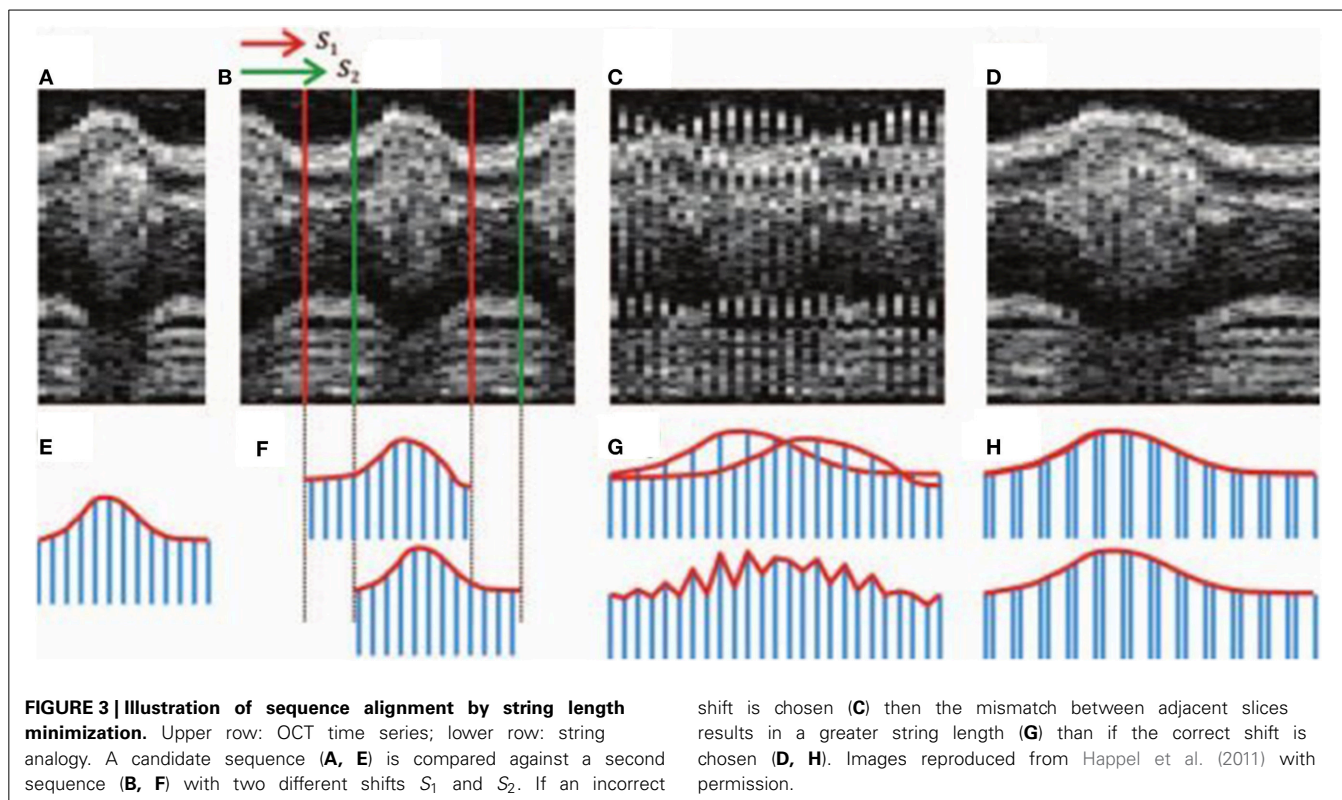 S1
S2
A
B
C
D
E
F
G
H
FIGURE 3 | Illustration of sequence alignment by string length
minimization. Upper row: OCT time series; lower row: string
analogy. A candidate sequence (A, E) is compared against a second
sequence (B, F) with two different shifts S1 and S2. If an incorrect
shift is chosen (C) then the mismatch between adjacent slices
results in a greater string length (G) than if the correct shift is
chosen (D, H). Images reproduced from Happel et al. (2011) with
permission.